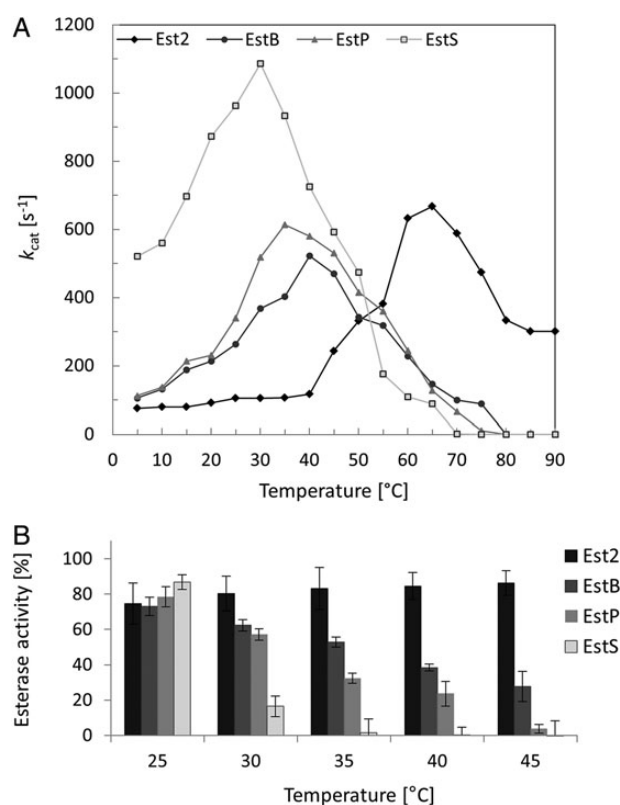 A
Est2 EstB EstP EstS
1200
1000
800
600
400
200
0
kcat [s-1]
0 10 20 30 40 50 60 70 80 90
Temperature [°C]
B
100
80
60
40
20
0
Esterase activity [%]
Est2
EstB
EstP
EstS
25 30 35 40 45
Temperature [°C]